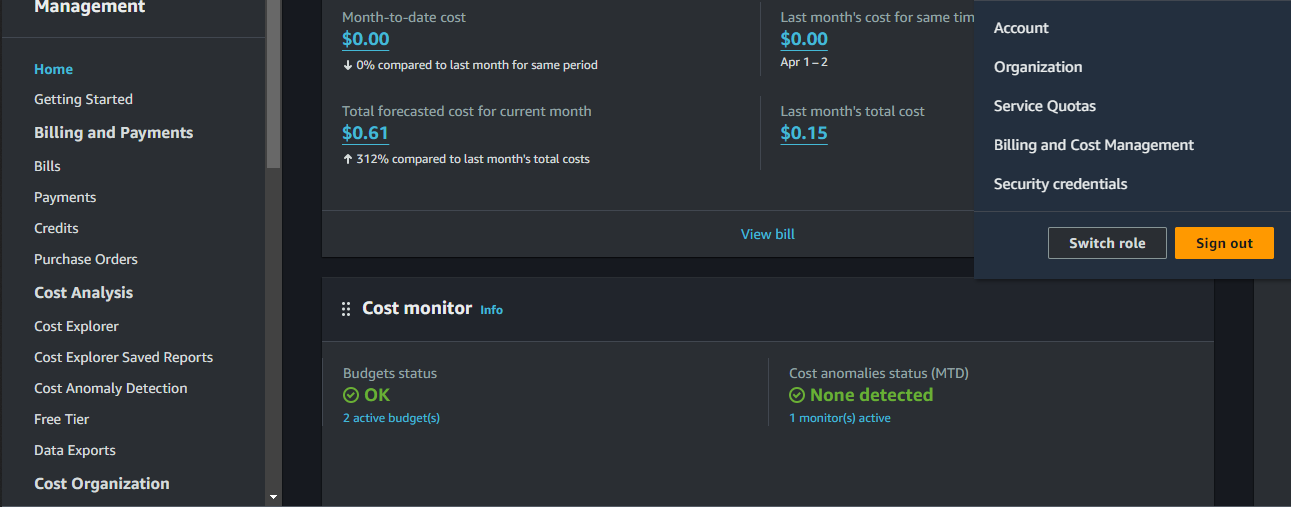 Management
Home
Getting Started
Billing and Payments
Bills
Payments
Credits
Purchase Orders
Cost Analysis
Cost Explorer
Cost Explorer Saved Reports
Cost Anomaly Detection
Free Tier
Data Exports
Cost Organization
Month-to-date cost
$0.00
0% compared to last month for same period
Last month's cost for same tim
$0.00
Apr 1 – 2
Total forecasted cost for current month
$0.61
312% compared to last month's total costs
Last month's total cost
$0.15
View bill
Cost monitor Info
Budgets status
OK
2 active budget(s)
Cost anomalies status (MTD)
None detected
1 monitor(s) active
Account
Organization
Service Quotas
Billing and Cost Management
Security credentials
Switch role
Sign out